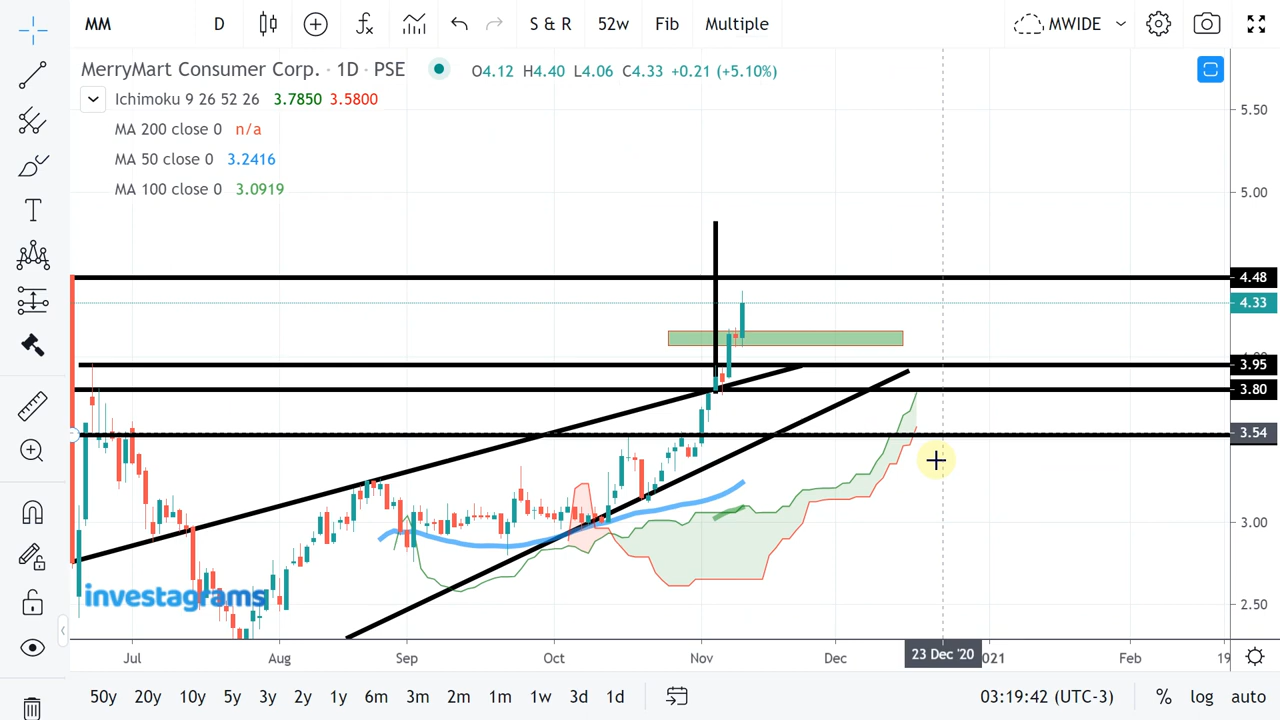 MM D S & R 52w Fib Multiple MWIDE
MerryMart Consumer Corp. · 1D · PSE O4.12 H4.40 L4.06 C4.33 +0.21 (+5.10%)
Ichimoku 9 26 52 26 3.7850 3.5800
MA 200 close 0 n/a
MA 50 close 0 3.2416
MA 100 close 0 3.0919
5.50
5.00
4.48
4.33
3.95
3.80
3.54
3.00
2.50
investagrams
Jul Aug Sep Oct Nov Dec 23 Dec '20 021 Feb 19
50y 20y 10y 5y 3y 2y 1y 6m 3m 2m 1m 1w 3d 1d 03:19:42 (UTC-3) % log auto